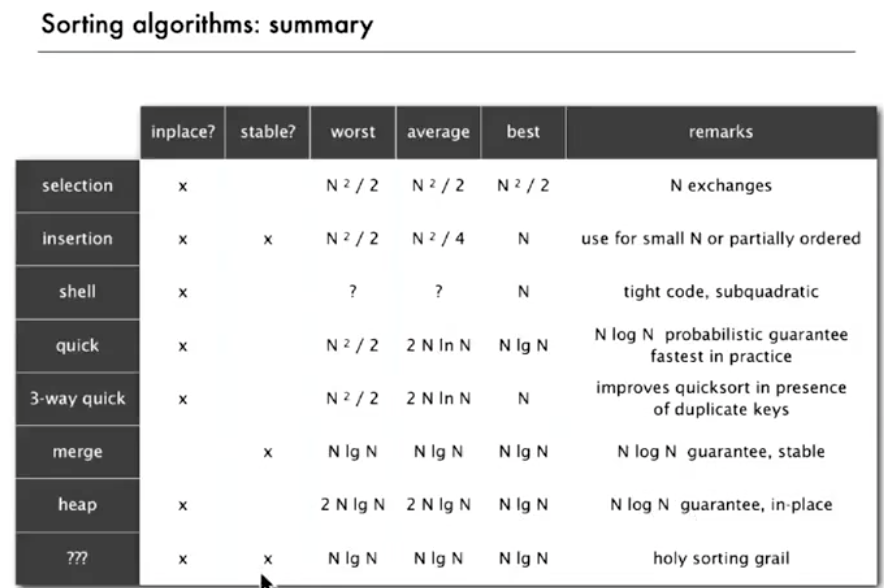 Sorting algorithms: summary
inplace? stable? worst average best remarks
selection x N ² / 2 N ² / 2 N ² / 2 N exchanges
insertion x x N ² / 2 N ² / 4 N use for small N or partially ordered
shell x ? ? N tight code, subquadratic
quick x N ² / 2 2 N ln N N lg N N log N probabilistic guarantee
fastest in practice
3-way quick x N ² / 2 2 N ln N N improves quicksort in presence
of duplicate keys
merge x N lg N N lg N N lg N N log N guarantee, stable
heap x 2 N lg N 2 N lg N N lg N N log N guarantee, in-place
??? x x N lg N N lg N N lg N holy sorting grail